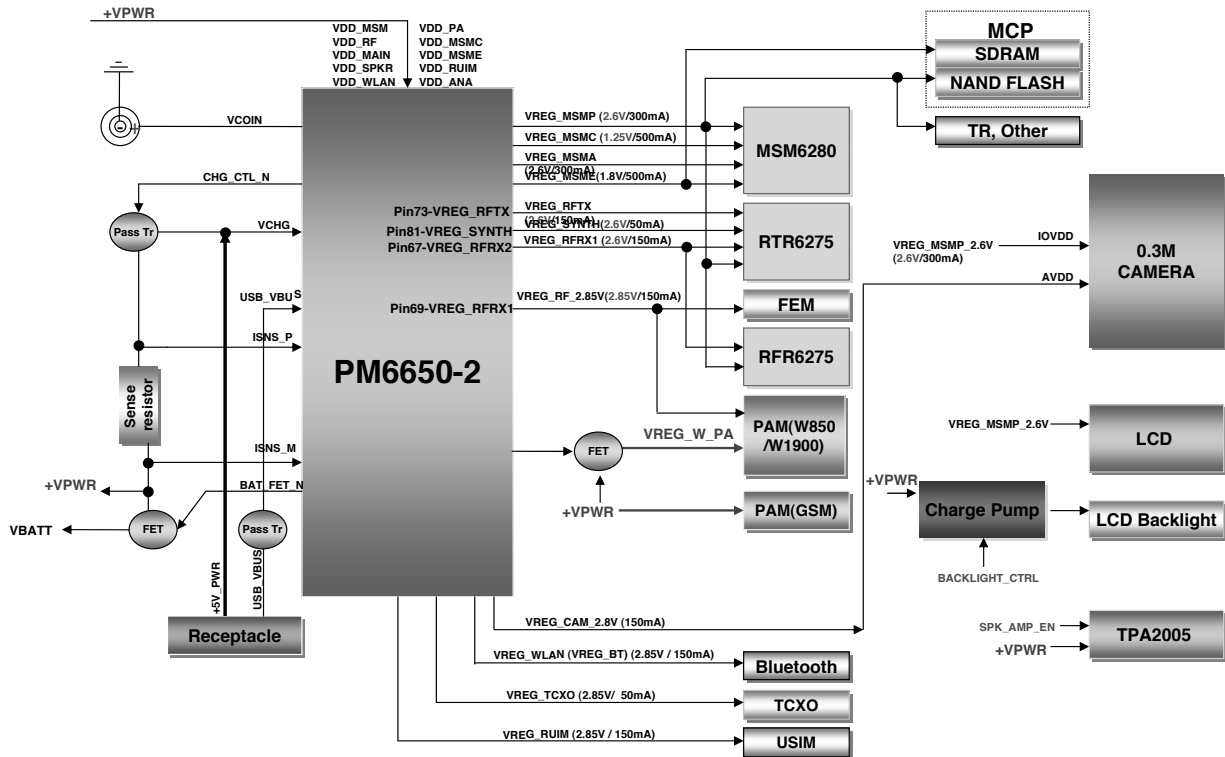 +VPWR
VDD_MSM VDD_PA
VDD_RF VDD_MSMC
VDD_MAIN VDD_MSME
VDD_SPKR VDD_RUIM
VDD_WLAN VDD_ANA
MCP
SDRAM
NAND FLASH
TR, Other
VCOIN
+
CHG_CTL_N
Pass Tr
VCHG
USB_VBUS
ISNS_P
Sense
resistor
ISNS_M
+VPWR
BAT_FET_N
VBATT
FET
Pass Tr
+5V_PWR
USB_VBUS
Receptacle
PM6650-2
Pin73-VREG_RFTX
Pin81-VREG_SYNTH
Pin67-VREG_RFRX2
Pin69-VREG_RFRX1
VREG_MSMP (2.6V/300mA)
VREG_MSMC (1.25V/500mA)
VREG_MSMA
(2.6V/300mA)
VREG_MSME(1.8V/500mA)
VREG_RFTX
(2.6V/150mA)
VREG_SYNTH(2.6V/50mA)
VREG_RFRX1 (2.6V/150mA)
VREG_RF_2.85V(2.85V/150mA)
MSM6280
RTR6275
FEM
RFR6275
PAM(W850
/W1900)
FET
VREG_W_PA
+VPWR
PAM(GSM)
VREG_CAM_2.8V (150mA)
VREG_WLAN (VREG_BT) (2.85V / 150mA)
Bluetooth
VREG_TCXO (2.85V/ 50mA)
TCXO
VREG_RUIM (2.85V / 150mA)
USIM
IOVDD
VREG_MSMP_2.6V
(2.6V/300mA)
AVDD
0.3M
CAMERA
VREG_MSMP_2.6V
LCD
+VPWR
Charge Pump
LCD Backlight
BACKLIGHT_CTRL
SPK_AMP_EN
+VPWR
TPA2005